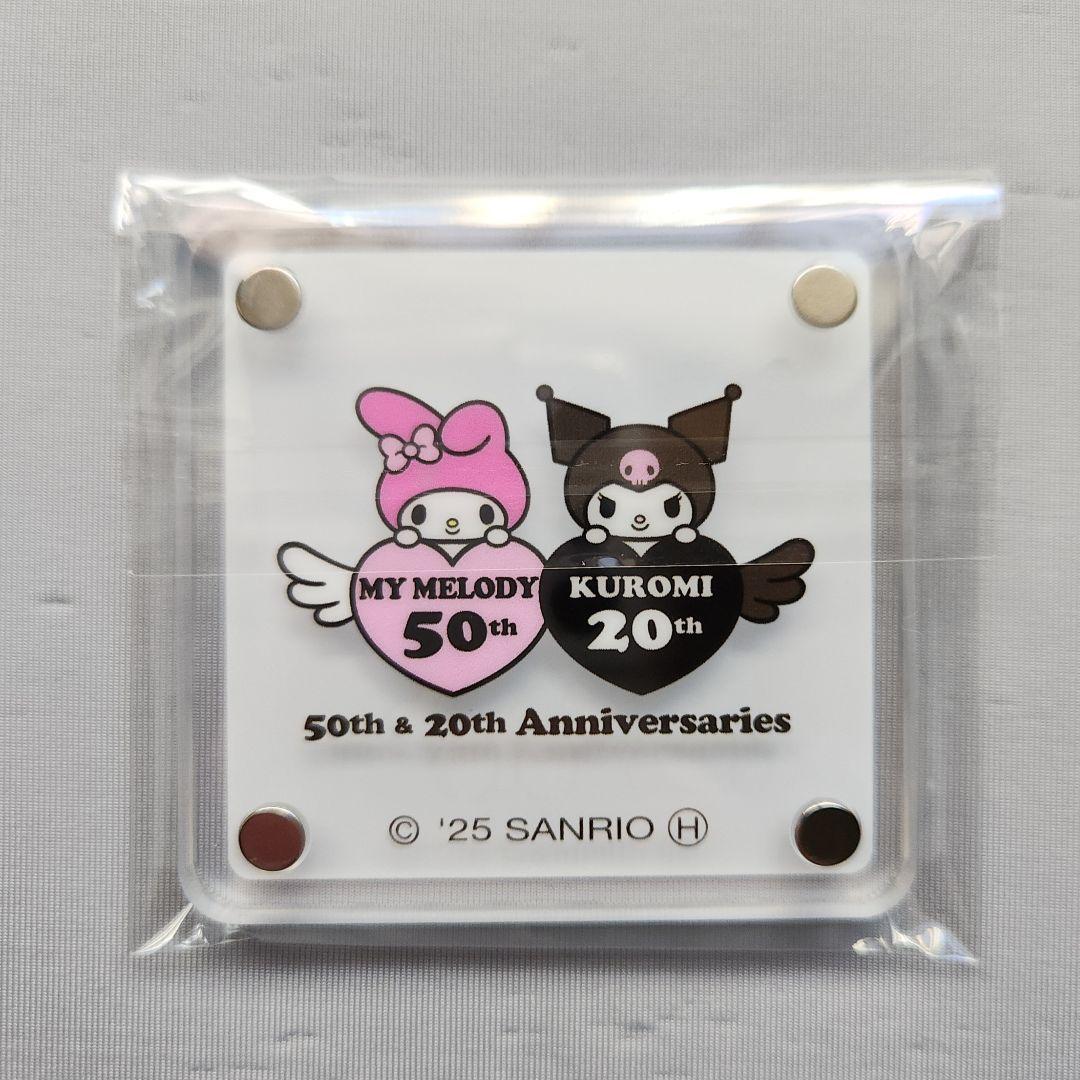 MY MELODY
50th
KUROMI
20th
50th & 20th Anniversaries
© '25 SANRIO Ⓗ